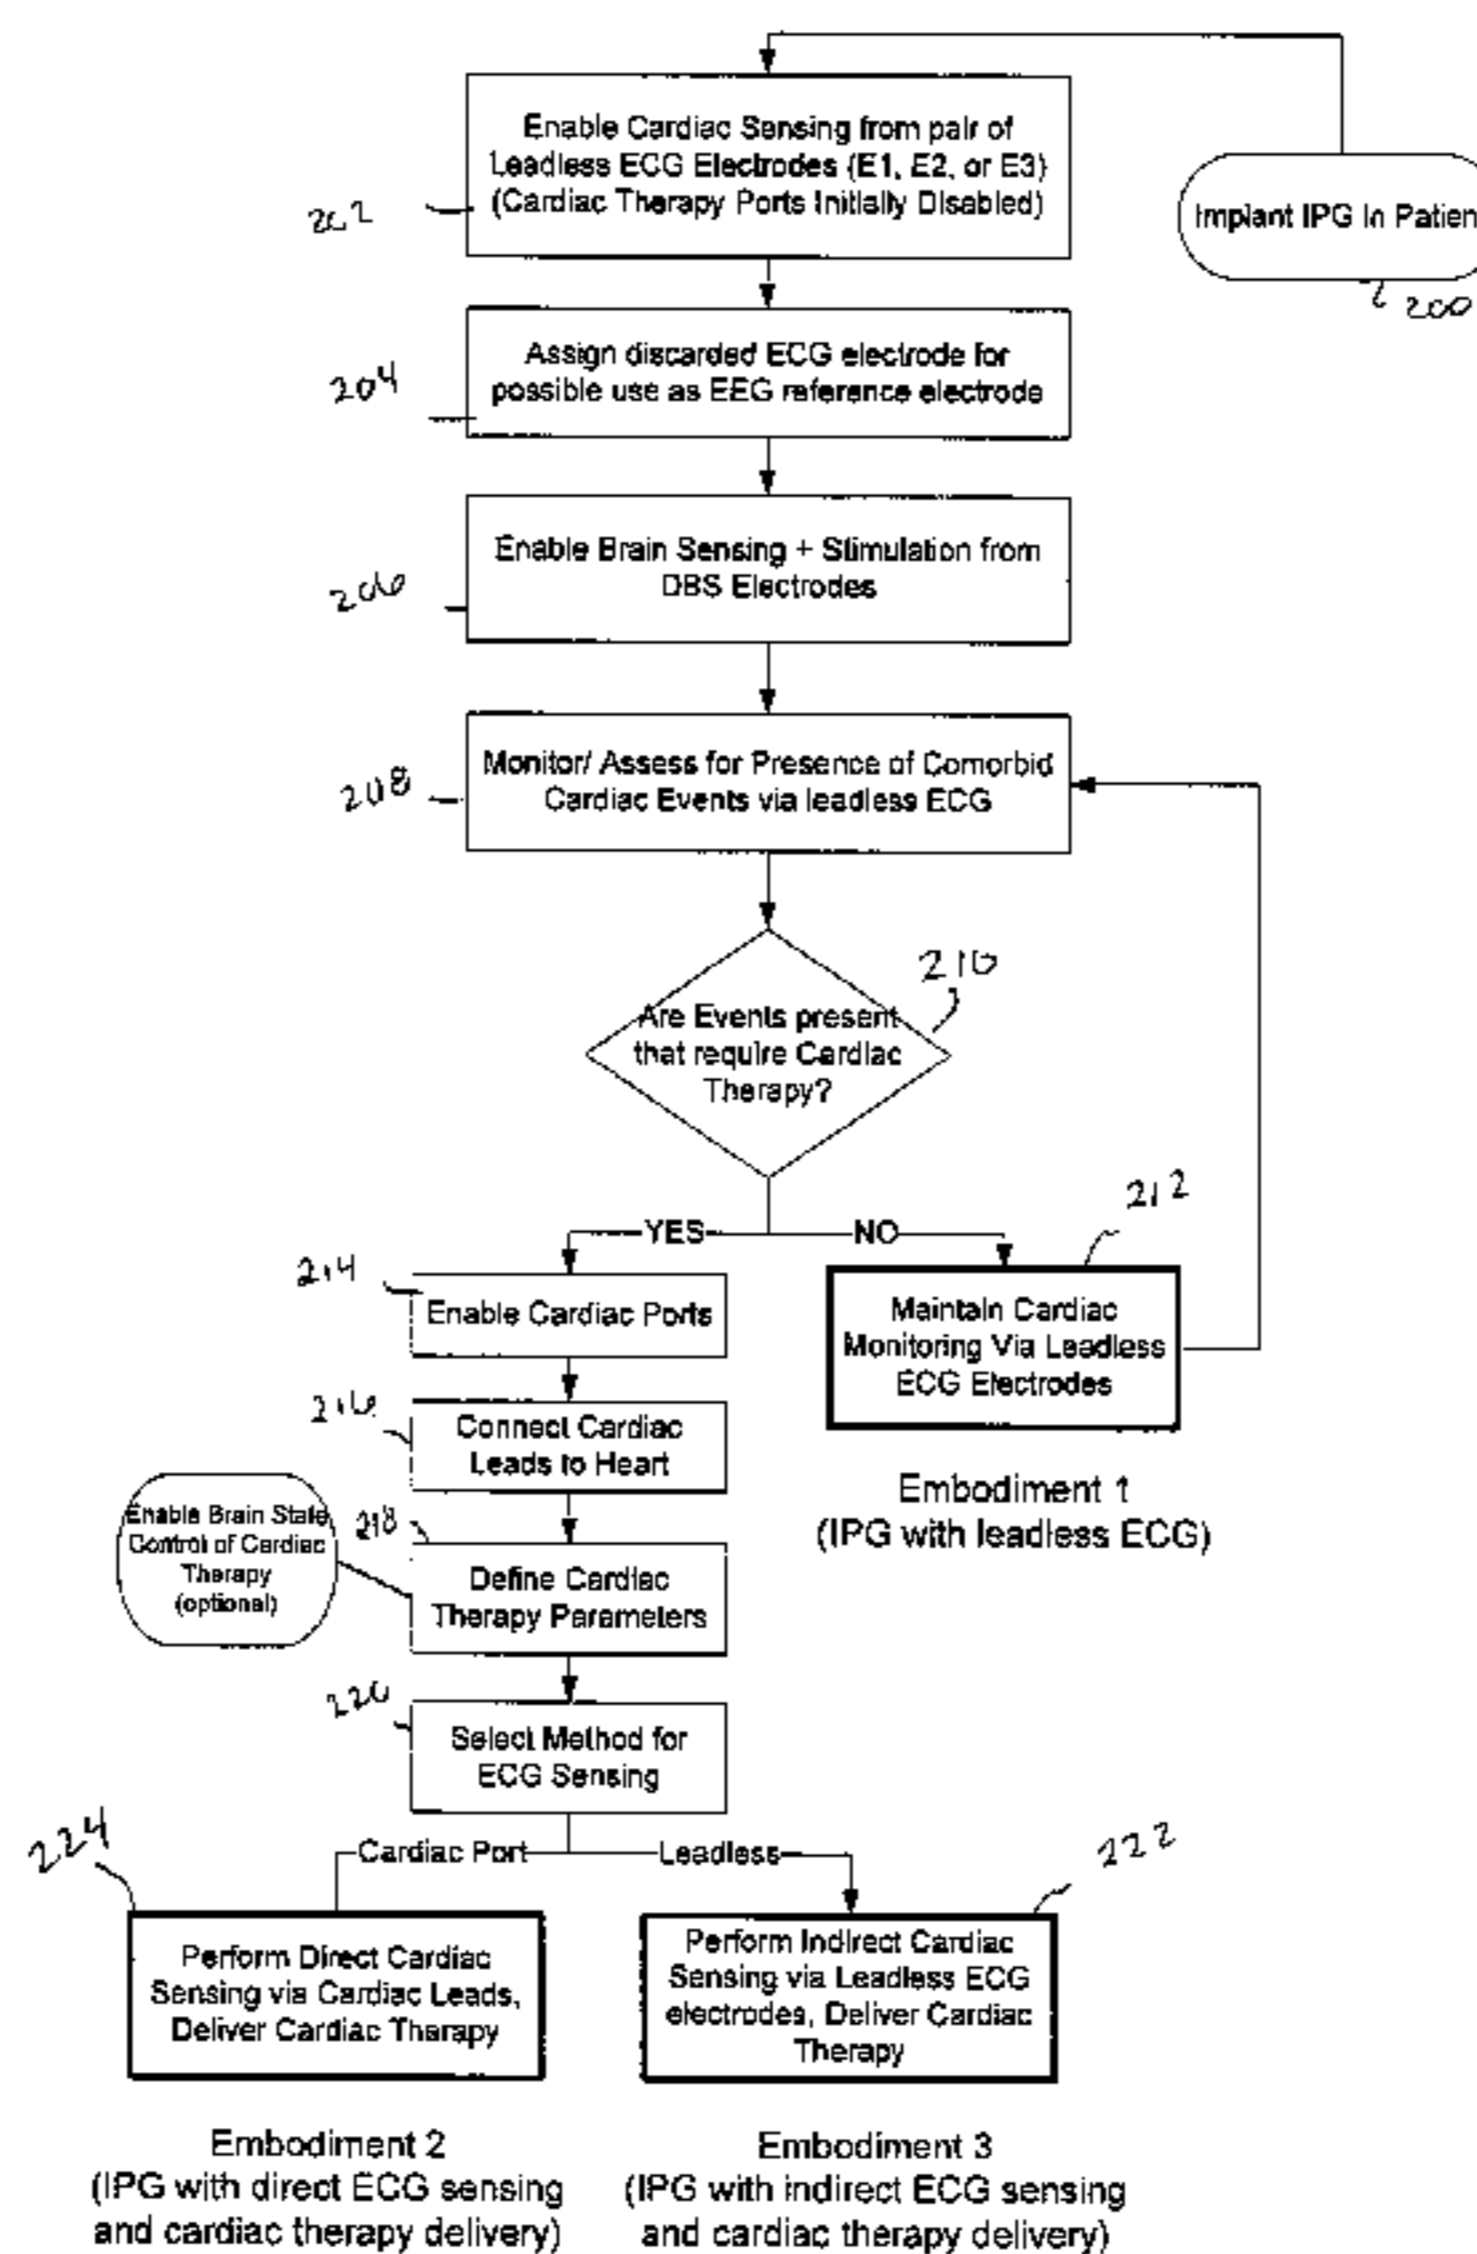 Enable Cardiac Sensing from pair of
Leadless ECG Electrodes (E1, E2, or E3)
(Cardiac Therapy Ports Initially Disabled)
202
Implant IPG In Patien
200
Assign discarded ECG electrode for
possible use as EEG reference electrode
204
Enable Brain Sensing + Stimulation from
DBS Electrodes
206
Monitor/ Assess for Presence of Comorbid
Cardiac Events via leadless ECG
208
210
Are Events present
that require Cardiac
Therapy?
YES
NO
212
214
Enable Cardiac Ports
Maintain Cardiac
Monitoring Via Leadless
ECG Electrodes
216
Connect Cardiac
Leads to Heart
Embodiment 1
(IPG with leadless ECG)
Enable Brain State
Control of Cardiac
Therapy
(optional)
218
Define Cardiac
Therapy Parameters
220
Select Method for
ECG Sensing
224
Cardiac Port
Leadless
222
Perform Direct Cardiac
Sensing via Cardiac Leads,
Deliver Cardiac Therapy
Perform Indirect Cardiac
Sensing via Leadless ECG
electrodes, Deliver Cardiac
Therapy
Embodiment 2
(IPG with direct ECG sensing
and cardiac therapy delivery)
Embodiment 3
(IPG with indirect ECG sensing
and cardiac therapy delivery)